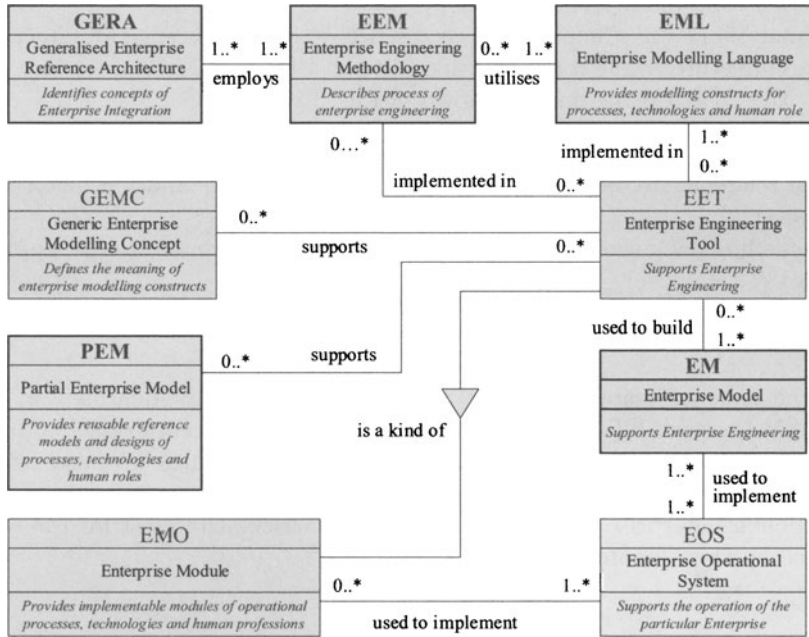 GERA
Generalised Enterprise
Reference Architecture
Identifies concepts of
Enterprise Integration
1..*
1..*
employs
EEM
Enterprise Engineering
Methodology
Describes process of
enterprise engineering
0..*
1..*
utilises
EML
Enterprise Modelling Language
Provides modelling constructs for
processes, technologies and human role
0...*
implemented in
0..*
1..*
implemented in
0..*
GEMC
Generic Enterprise
Modelling Concept
Defines the meaning of
enterprise modelling constructs
0..*
supports
0..*
EET
Enterprise Engineering
Tool
Supports Enterprise
Engineering
0..*
used to build
1..*
PEM
Partial Enterprise Model
Provides reusable reference
models and designs of
processes, technologies and
human roles
0..*
supports
is a kind of
EM
Enterprise Model
Supports Enterprise Engineering
1..*
used to
implement
1..*
EMO
Enterprise Module
Provides implementable modules of operational
processes, technologies and human professions
0..*
1..*
used to implement
EOS
Enterprise Operational
System
Supports the operation of the
particular Enterprise